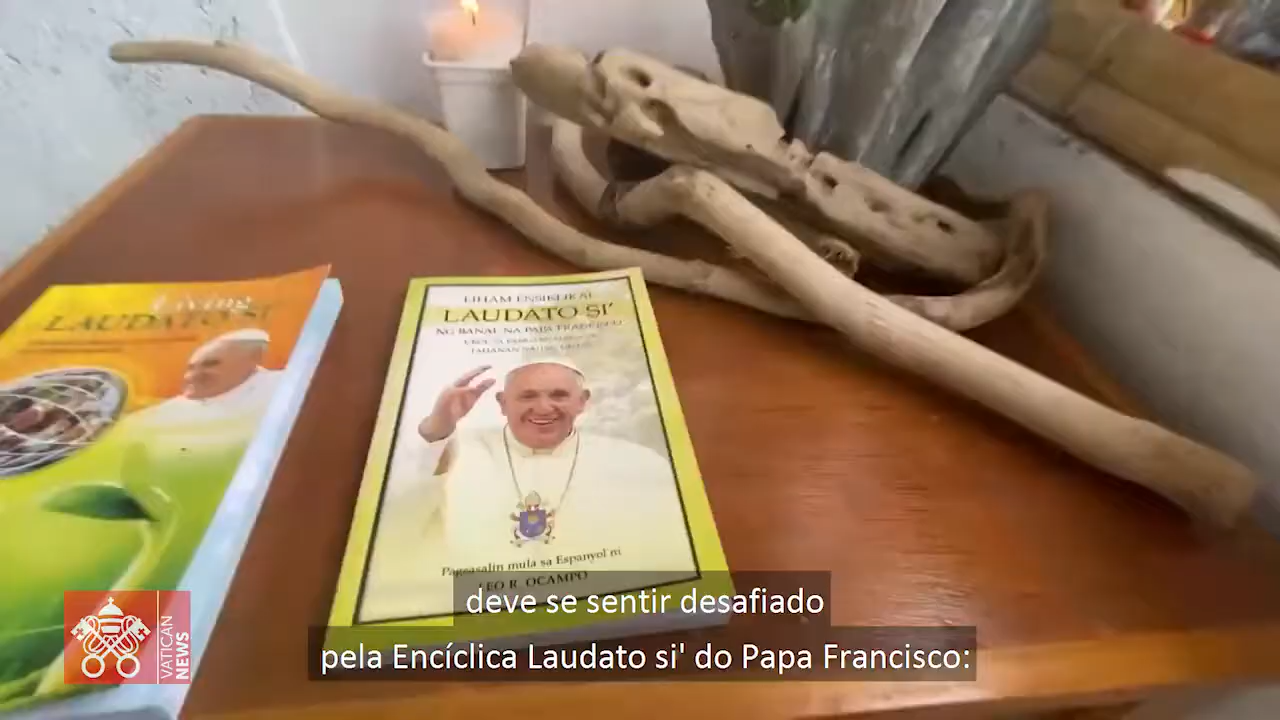 Living
LAUDATO SI'
LIHAM ENSIKLIKAL
LAUDATO SI'
NG BANAL NA PAPA FRANCISCO
Pagsasalin mula sa Espanyol ni
LEO R. OCAMPO
deve se sentir desafiado
pela Encíclica Laudato si' do Papa Francisco:
VATICAN
NEWS